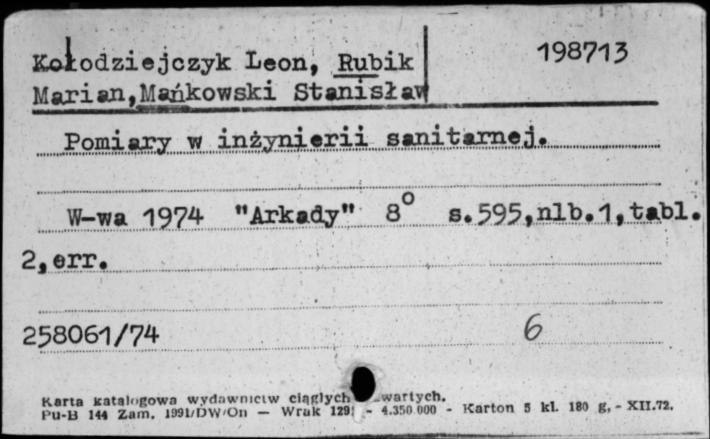 Kołodziejczyk Leon, Rubik 198713
Marian,Mańkowski Stanisław
Pomiary w inżynierii sanitarnej.
W-wa 1974 "Arkady" 8° s.595,nlb.1,tabl.
2,err.
258061/74 6
Karta katalogowa wydawnictw ciągłych wartych.
Pu-B 144 Zam. 1991/DW/On — Wrak 129 - 4.350.000 - Karton 5 kl. 180 g. - XII.72.